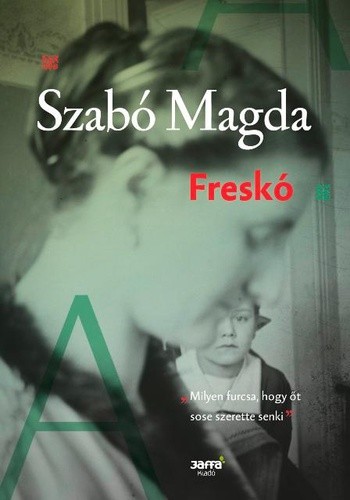 A
Szabó Magda
Freskó
A
„Milyen furcsa, hogy őt
sose szerette senki”
Jaffa
Kiadó